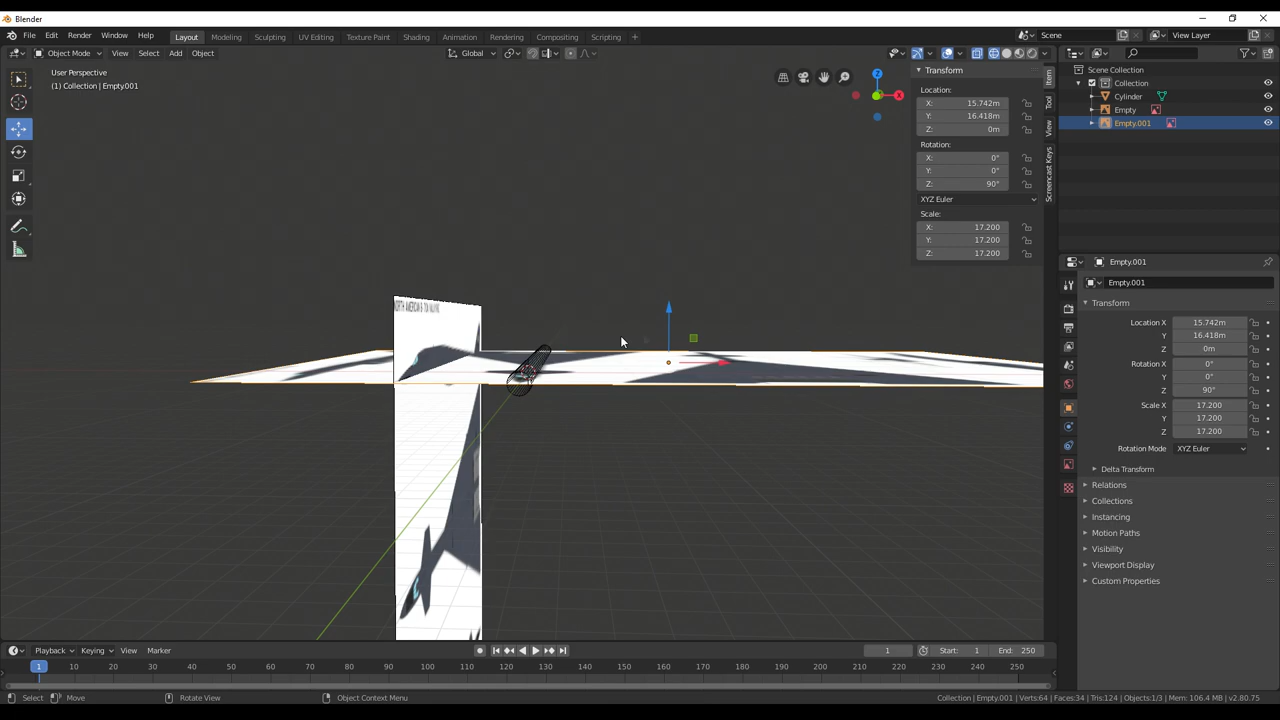 Blender
File Edit Render Window Help Layout Modeling Sculpting UV Editing Texture Paint Shading Animation Rendering Compositing Scripting Scene View Layer
Object Mode View Select Add Object Global
User Perspective
(1) Collection | Empty.001
Z
X
Transform
Location:
X: 15.742m
Y: 16.418m
Z: 0m
Rotation:
X: 0°
Y: 0°
Z: 90°
XYZ Euler
Scale:
X: 17.200
Y: 17.200
Z: 17.200
Item
Tool
View
Screencast Keys
Scene Collection
Collection
Cylinder
Empty
Empty.001
Empty.001
Empty.001
Transform
Location X 15.742m
Y 16.418m
Z 0m
Rotation X 0°
Y 0°
Z 90°
Scale X 17.200
Y 17.200
Z 17.200
Rotation Mode XYZ Euler
Delta Transform
Relations
Collections
Instancing
Motion Paths
Visibility
Viewport Display
Custom Properties
Playback Keying View Marker 1 Start: 1 End: 250
1 10 20 30 40 50 60 70 80 90 100 110 120 130 140 150 160 170 180 190 200 210 220 230 240 250
Select Move Rotate View Object Context Menu Collection | Empty.001 | Verts:64 | Faces:34 | Tris:124 | Objects:1/3 | Mem: 106.4 MB | v2.80.75